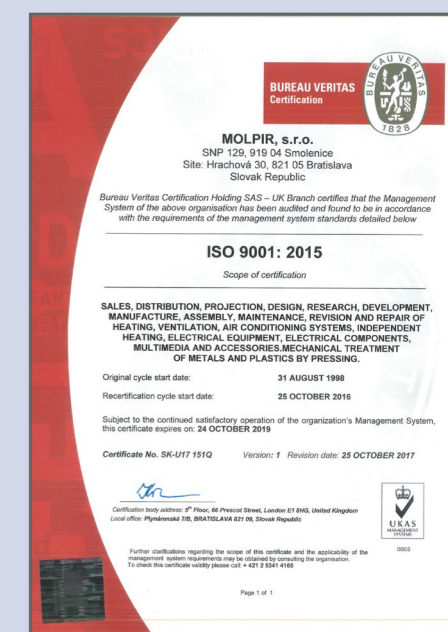 BUREAU VERITAS
Certification
BUREAU VERITAS
1828
MOLPIR, s.r.o.
SNP 129, 919 04 Smolenice
Site: Hrachová 30, 821 05 Bratislava
Slovak Republic
Bureau Veritas Certification Holding SAS – UK Branch certifies that the Management
System of the above organisation has been audited and found to be in accordance
with the requirements of the management system standards detailed below
ISO 9001: 2015
Scope of certification
SALES, DISTRIBUTION, PROJECTION, DESIGN, RESEARCH, DEVELOPMENT,
MANUFACTURE, ASSEMBLY, MAINTENANCE, REVISION AND REPAIR OF
HEATING, VENTILATION, AIR CONDITIONING SYSTEMS, INDEPENDENT
HEATING, ELECTRICAL EQUIPMENT, ELECTRICAL COMPONENTS,
MULTIMEDIA AND ACCESSORIES.MECHANICAL TREATMENT
OF METALS AND PLASTICS BY PRESSING.
Original cycle start date: 31 AUGUST 1998
Recertification cycle start date: 25 OCTOBER 2016
Subject to the continued satisfactory operation of the organization's Management System,
this certificate expires on: 24 OCTOBER 2019
Certificate No. SK-U17 151Q Version: 1 Revision date: 25 OCTOBER 2017
Certification body address: 5th Floor, 66 Prescot Street, London E1 8HG, United Kingdom
Local office: Plynárenská 7/B, BRATISLAVA 821 09, Slovak Republic
UKAS
MANAGEMENT
SYSTEMS
0008
Further clarifications regarding the scope of this certificate and the applicability of the
management system requirements may be obtained by consulting the organisation.
To check this certificate validity please call: + 421 2 5341 4165
Page 1 of 1